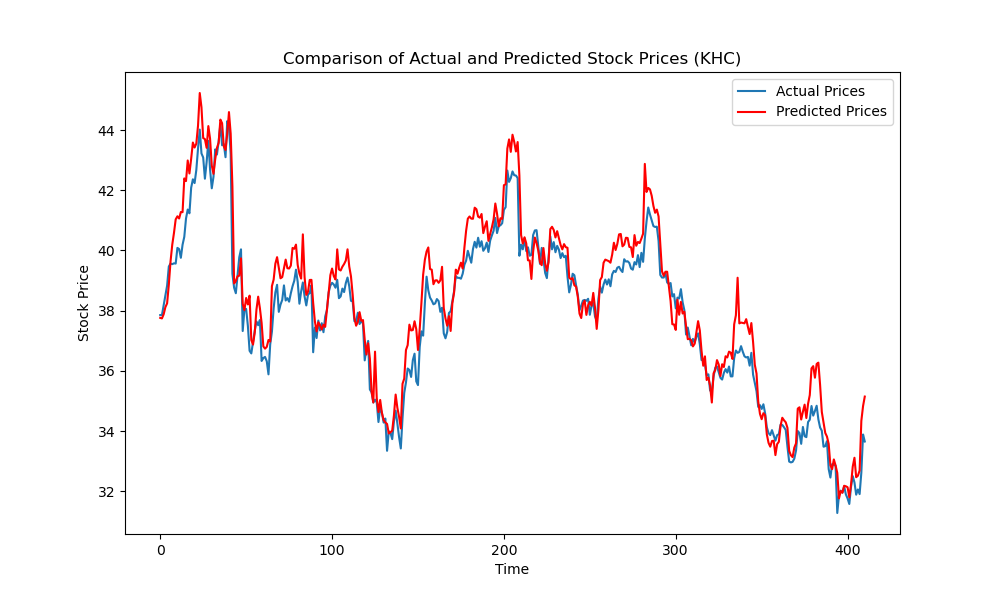 Comparison of Actual and Predicted Stock Prices (KHC)
Actual Prices
Predicted Prices
Stock Price
44
42
40
38
36
34
32
0 100 200 300 400
Time